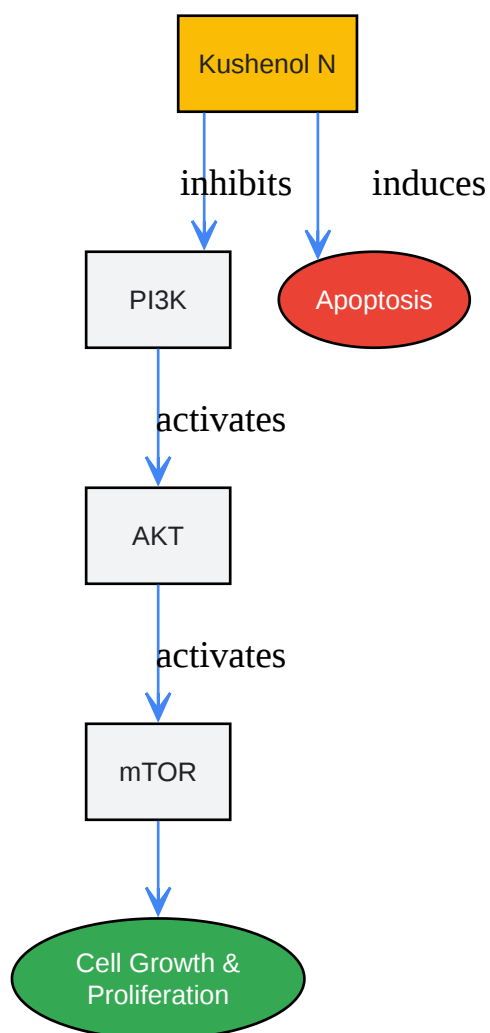 Kushenol N
inhibits
induces
PI3K
Apoptosis
activates
AKT
activates
mTOR
Cell Growth &
Proliferation